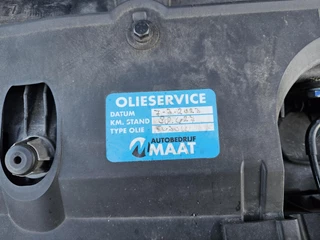 OLIESERVICE
DATUM
KM. STAND
TYPE OLIE
AUTOBEDRIJF
MAAT